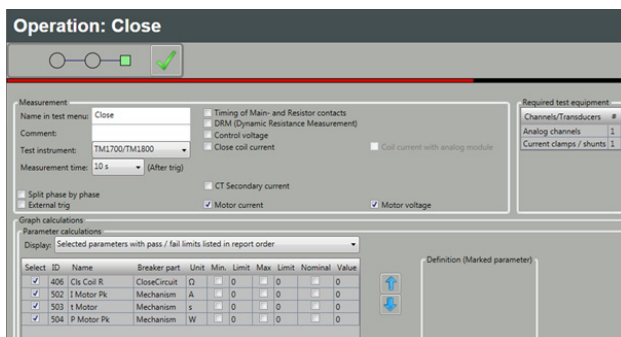 Operation: Close
Measurement
Name in test menu: Close
Comment:
Test instrument: TM1700/TM1800
Measurement time: 10 s (After trig)
Split phase by phase
External trig
Timing of Main- and Resistor contacts
DRM (Dynamic Resistance Measurement)
Control voltage
Close coil current
Coil current with analog module
CT Secondary current
Motor current
Motor voltage
Required test equipment
Channels/Transducers #
Analog channels 1
Current clamps / shunts 1
Graph calculations
Parameter calculations
Display: Selected parameters with pass / fail limits listed in report order
Select ID Name Breaker part Unit Min. Limit Max Limit Nominal Value
406 Cls Coil R CloseCircuit Ω 0 0 0
502 I Motor Pk Mechanism A 0 0 0
503 t Motor Mechanism s 0 0 0
504 P Motor Pk Mechanism W 0 0 0
Definition (Marked parameter)